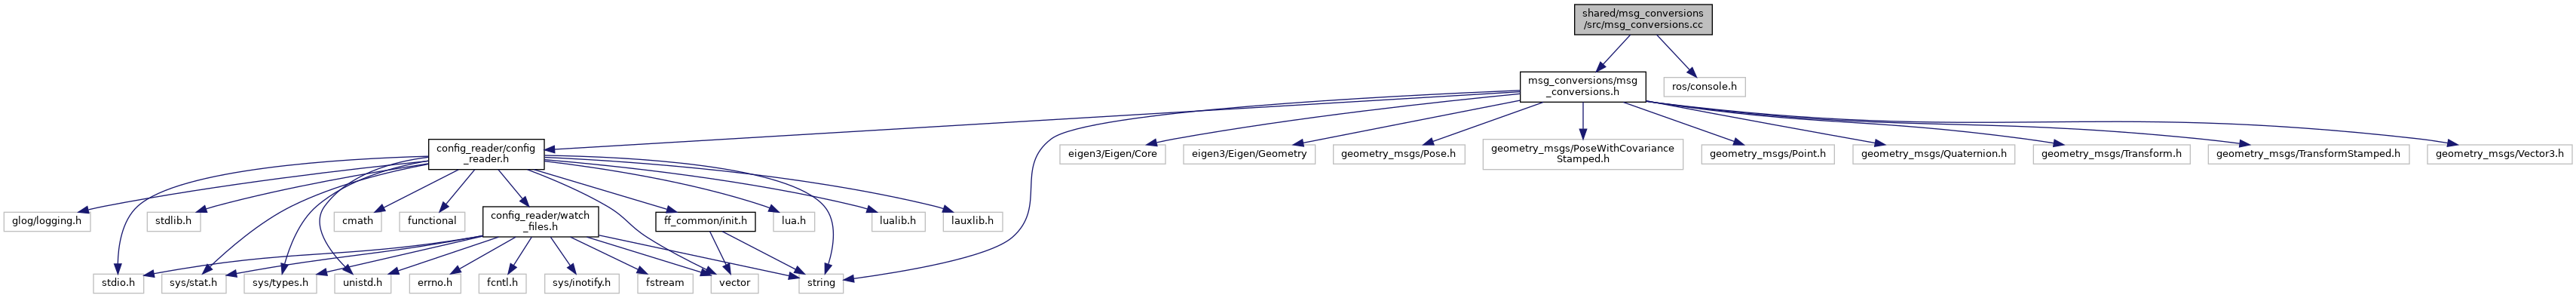 shared/msg_conversions
/src/msg_conversions.cc
msg_conversions/msg
_conversions.h
ros/console.h
config_reader/config
_reader.h
eigen3/Eigen/Core
eigen3/Eigen/Geometry
geometry_msgs/Pose.h
geometry_msgs/PoseWithCovariance
Stamped.h
geometry_msgs/Point.h
geometry_msgs/Quaternion.h
geometry_msgs/Transform.h
geometry_msgs/TransformStamped.h
geometry_msgs/Vector3.h
glog/logging.h
stdlib.h
cmath
functional
config_reader/watch
_files.h
ff_common/init.h
lua.h
lualib.h
lauxlib.h
stdio.h
sys/stat.h
sys/types.h
unistd.h
errno.h
fcntl.h
sys/inotify.h
fstream
vector
string